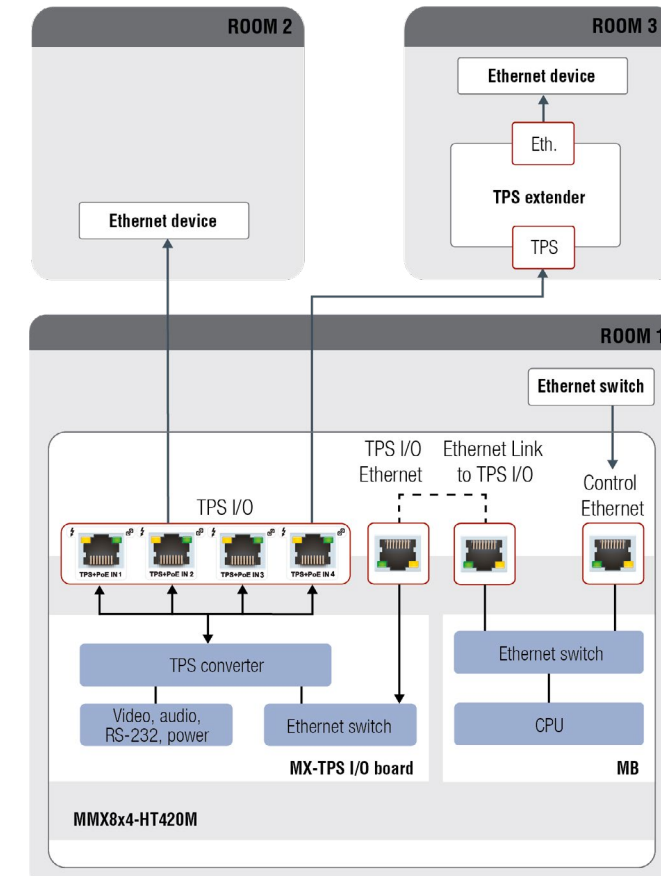 ROOM 2
ROOM 3
Ethernet device
Eth.
TPS extender
TPS
Ethernet device
ROOM 1
Ethernet switch
TPS I/O
Ethernet
Ethernet Link
to TPS I/O
Control
Ethernet
TPS I/O
TPS+PoE IN 1
TPS+PoE IN 2
TPS+PoE IN 3
TPS+PoE IN 4
TPS converter
Video, audio,
RS-232, power
Ethernet switch
MX-TPS I/O board
Ethernet switch
CPU
MB
MMX8x4-HT420M